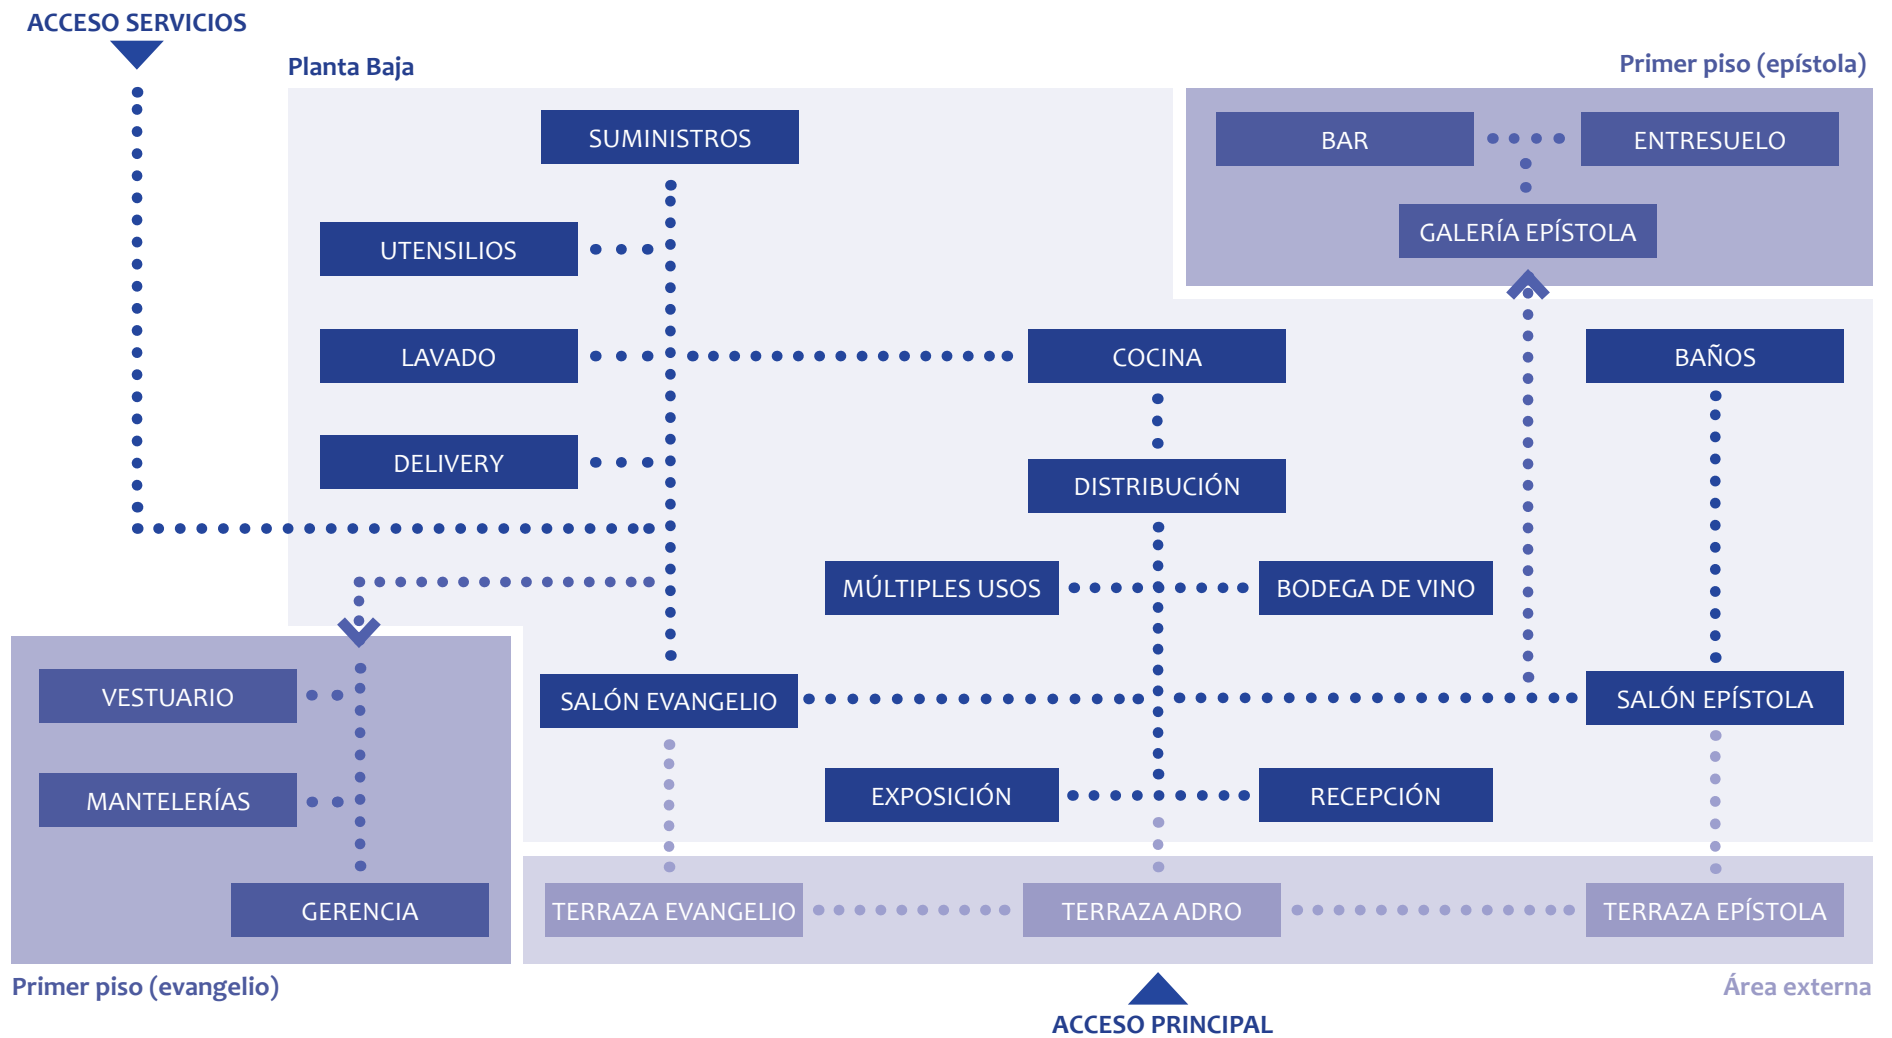 ACCESO SERVICIOS
Planta Baja
Primer piso (epístola)
SUMINISTROS
BAR
ENTRESUELO
GALERÍA EPÍSTOLA
UTENSILIOS
LAVADO
COCINA
BAÑOS
DELIVERY
DISTRIBUCIÓN
MÚLTIPLES USOS
BODEGA DE VINO
VESTUARIO
SALÓN EVANGELIO
SALÓN EPÍSTOLA
MANTELERÍAS
EXPOSICIÓN
RECEPCIÓN
GERENCIA
TERRAZA EVANGELIO
TERRAZA ADRO
TERRAZA EPÍSTOLA
Primer piso (evangelio)
Área externa
ACCESO PRINCIPAL